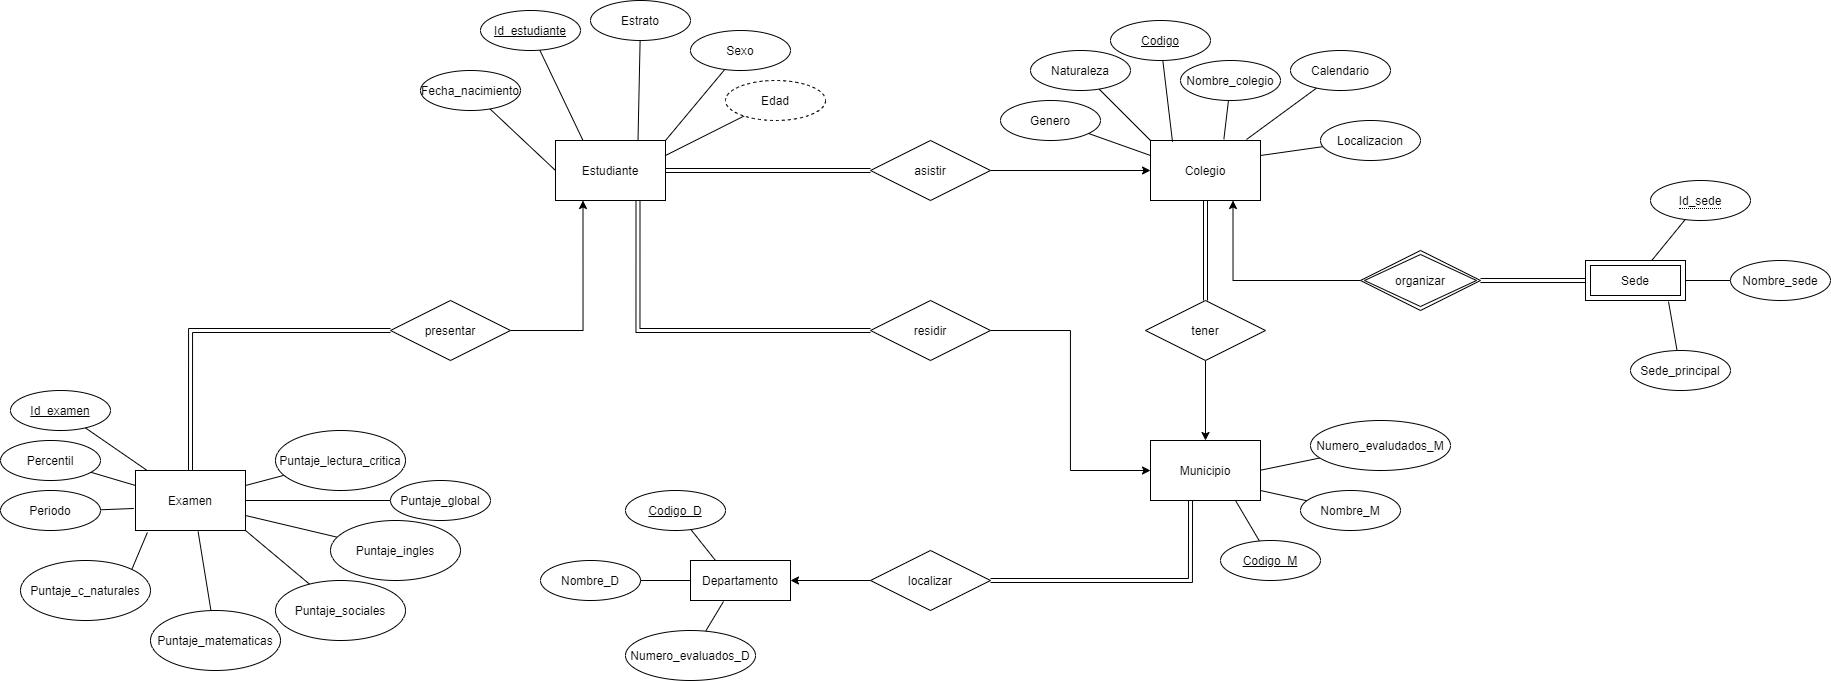 Id_estudiante
Estrato
Sexo
Fecha_nacimiento
Edad
Estudiante
asistir
Codigo
Naturaleza
Nombre_colegio
Calendario
Genero
Localizacion
Colegio
Id_sede
organizar
Sede
Nombre_sede
Sede_principal
presentar
residir
tener
Id_examen
Percentil
Periodo
Examen
Puntaje_lectura_critica
Puntaje_global
Puntaje_ingles
Puntaje_c_naturales
Puntaje_sociales
Puntaje_matematicas
Municipio
Numero_evaludados_M
Nombre_M
Codigo_M
Codigo_D
Nombre_D
Departamento
localizar
Numero_evaluados_D